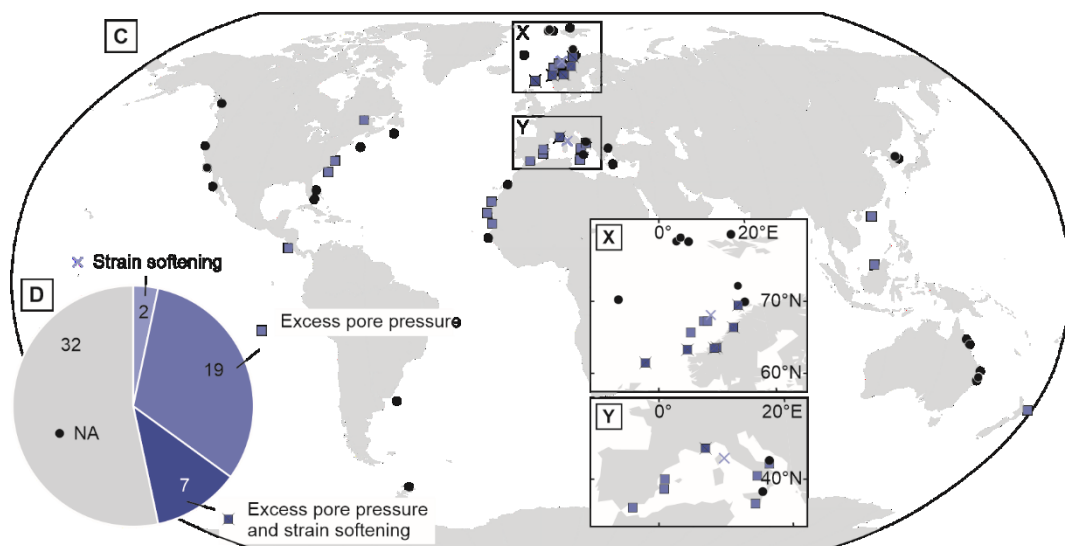 C
X
Y
Strain softening
D
2
32
Excess pore pressure
19
NA
7
Excess pore pressure
and strain softening
X
0°
20°E
70°N
60°N
Y
0°
20°E
40°N